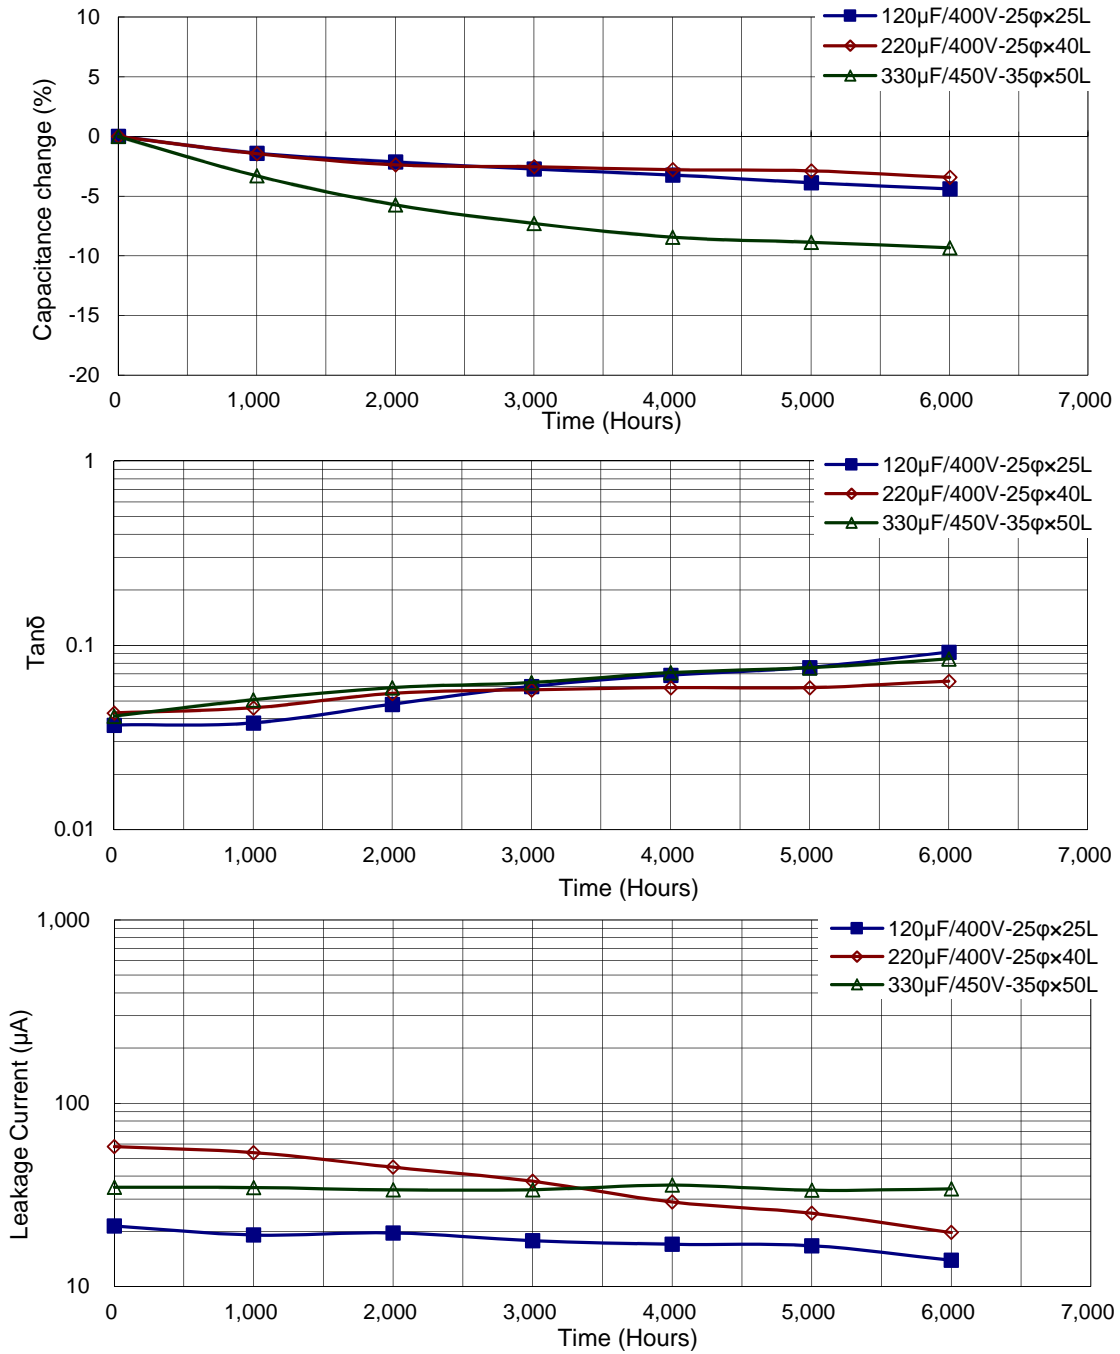 120µF/400V-25φ×25L
220µF/400V-25φ×40L
330µF/450V-35φ×50L
Capacitance change (%)
10
5
0
-5
-10
-15
-20
0 1,000 2,000 3,000 4,000 5,000 6,000 7,000
Time (Hours)
120µF/400V-25φ×25L
220µF/400V-25φ×40L
330µF/450V-35φ×50L
Tanδ
1
0.1
0.01
0 1,000 2,000 3,000 4,000 5,000 6,000 7,000
Time (Hours)
120µF/400V-25φ×25L
220µF/400V-25φ×40L
330µF/450V-35φ×50L
Leakage Current (µA)
1,000
100
10
0 1,000 2,000 3,000 4,000 5,000 6,000 7,000
Time (Hours)